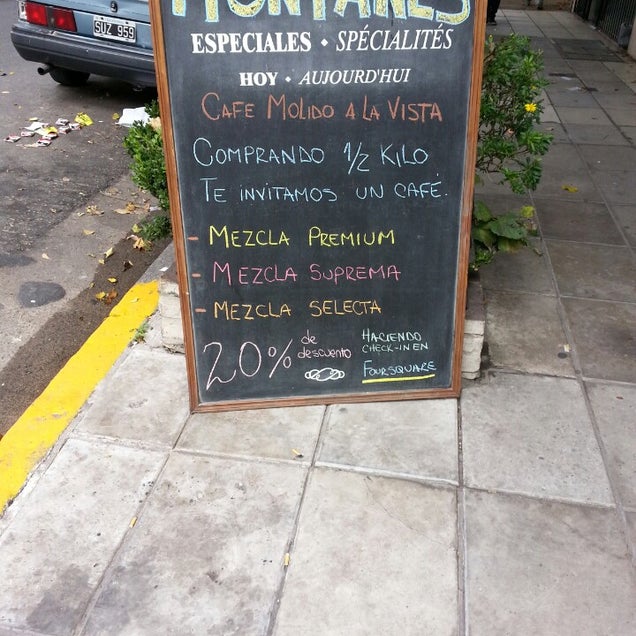 ESPECIALES • SPÉCIALITÉS
HOY • AUJOURD'HUI
CAFE MOLIDO A LA VISTA
COMPRANDO 1/2 KILO
TE INVITAMOS UN CAFÉ.
- MEZCLA PREMIUM
- MEZCLA SUPREMA
- MEZCLA SELECTA
20% de descuento
HACIENDO
CHECK-IN EN
FOURSQUARE
SUZ 959